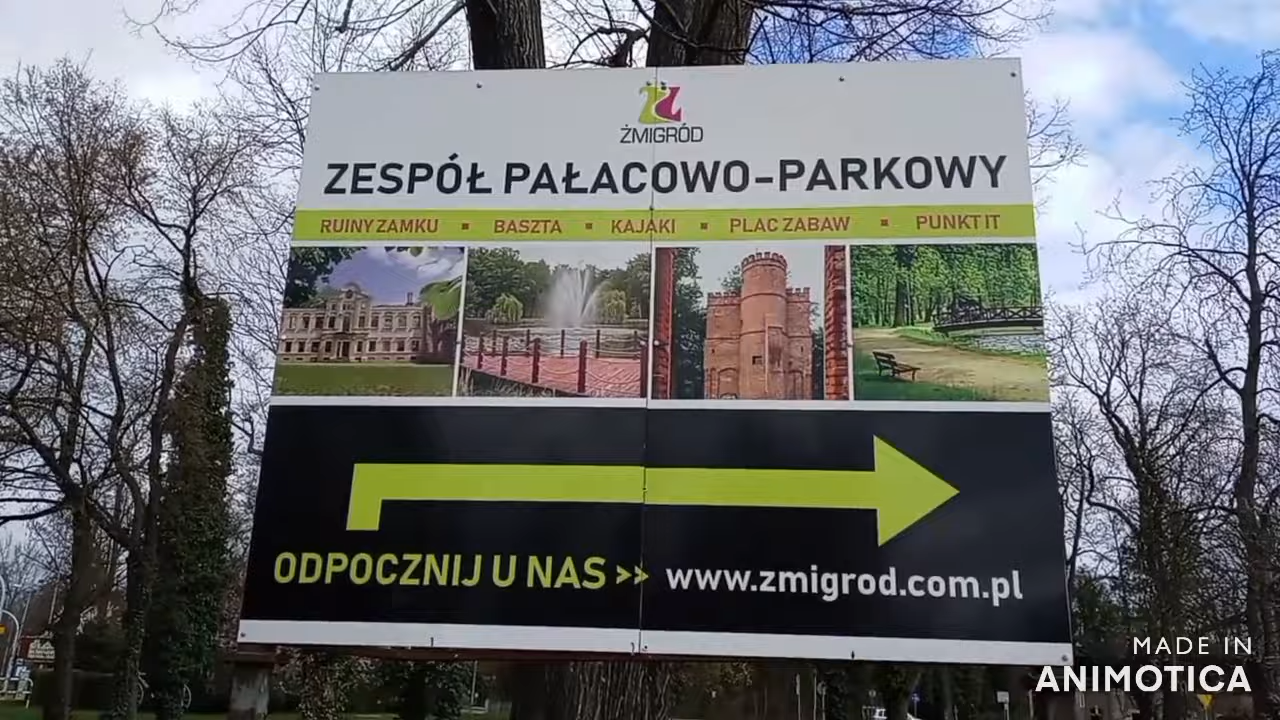 ŻMIGRÓD
ZESPÓŁ PAŁACOWO-PARKOWY
RUINY ZAMKU ▪ BASZTA ▪ KAJAKI ▪ PLAC ZABAW ▪ PUNKT IT
ODPOCZNIJ U NAS >> www.zmigrod.com.pl
MADE IN
ANIMOTICA